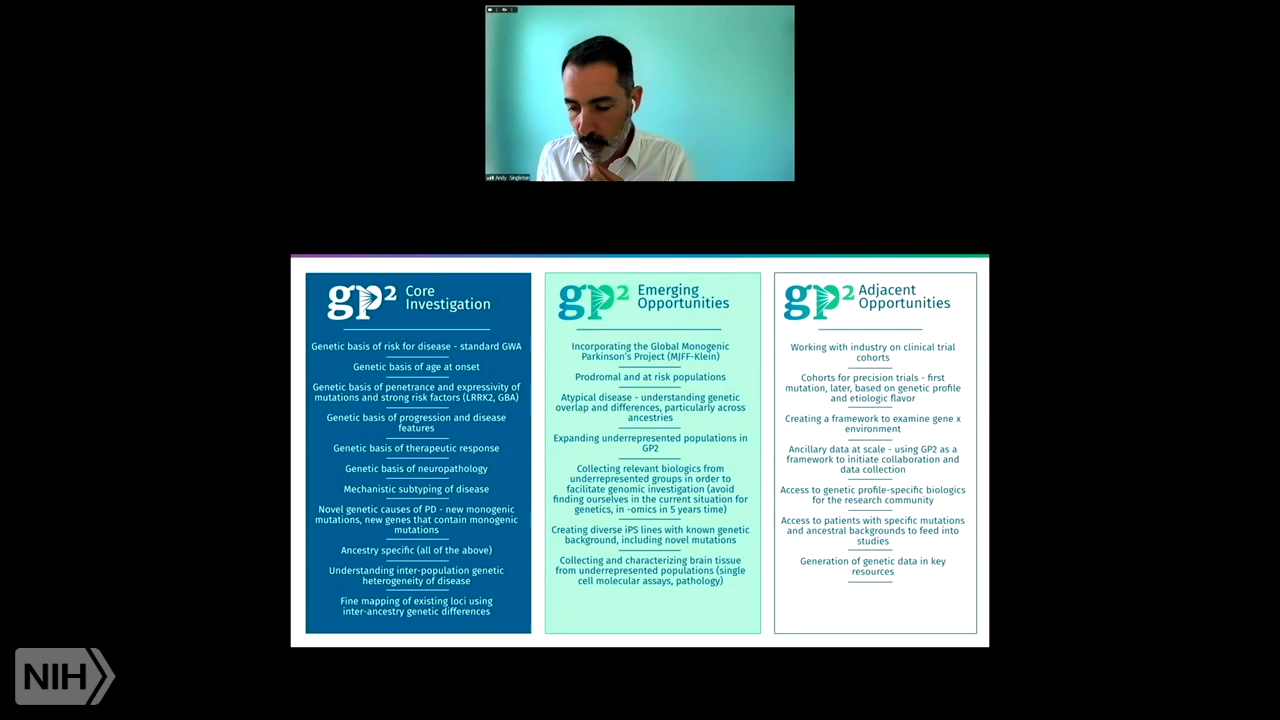 Andy Singleton
gp2 Core
Investigation
Genetic basis of risk for disease - standard GWA
Genetic basis of age at onset
Genetic basis of penetrance and expressivity of
mutations and strong risk factors (LRRK2, GBA)
Genetic basis of progression and disease
features
Genetic basis of therapeutic response
Genetic basis of neuropathology
Mechanistic subtyping of disease
Novel genetic causes of PD - new monogenic
mutations, new genes that contain monogenic
mutations
Ancestry specific (all of the above)
Understanding inter-population genetic
heterogeneity of disease
Fine mapping of existing loci using
inter-ancestry genetic differences
gp2 Emerging
Opportunities
Incorporating the Global Monogenic
Parkinson's Project (MJFF-Klein)
Prodromal and at risk populations
Atypical disease - understanding genetic
overlap and differences, particularly across
ancestries
Expanding underrepresented populations in
GP2
Collecting relevant biologics from
underrepresented groups in order to
facilitate genomic investigation (avoid
finding ourselves in the current situation for
genetics, in -omics in 5 years time)
Creating diverse iPS lines with known genetic
background, including novel mutations
Collecting and characterizing brain tissue
from underrepresented populations (single
cell molecular assays, pathology)
gp2 Adjacent
Opportunities
Working with industry on clinical trial
cohorts
Cohorts for precision trials - first
mutation, later, based on genetic profile
and etiologic flavor
Creating a framework to examine gene x
environment
Ancillary data at scale - using GP2 as a
framework to initiate collaboration and
data collection
Access to genetic profile-specific biologics
for the research community
Access to patients with specific mutations
and ancestral backgrounds to feed into
studies
Generation of genetic data in key
resources
NIH